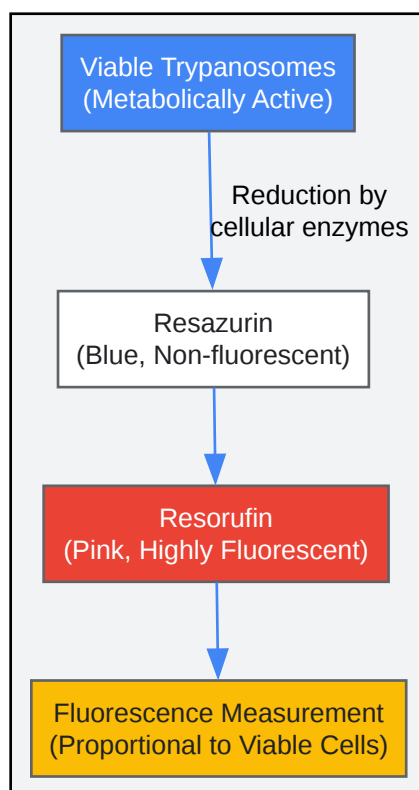 Viable Trypanosomes
(Metabolically Active)
Reduction by
cellular enzymes
Resazurin
(Blue, Non-fluorescent)
Resorufin
(Pink, Highly Fluorescent)
Fluorescence Measurement
(Proportional to Viable Cells)